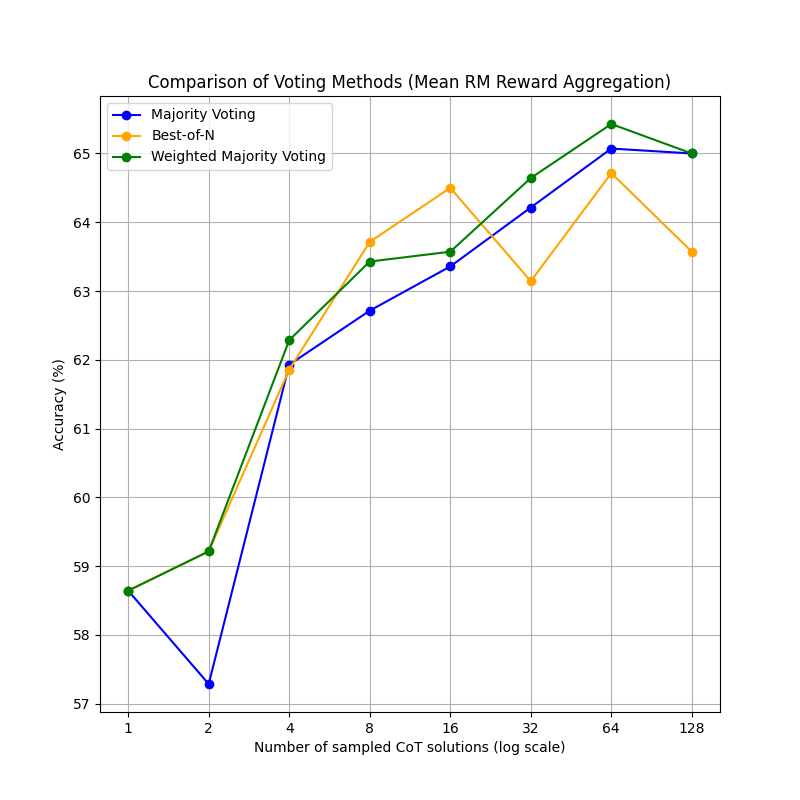 Comparison of Voting Methods (Mean RM Reward Aggregation)
Majority Voting
Best-of-N
Weighted Majority Voting
65
64
63
62
61
60
59
58
57
Accuracy (%)
1 2 4 8 16 32 64 128
Number of sampled CoT solutions (log scale)